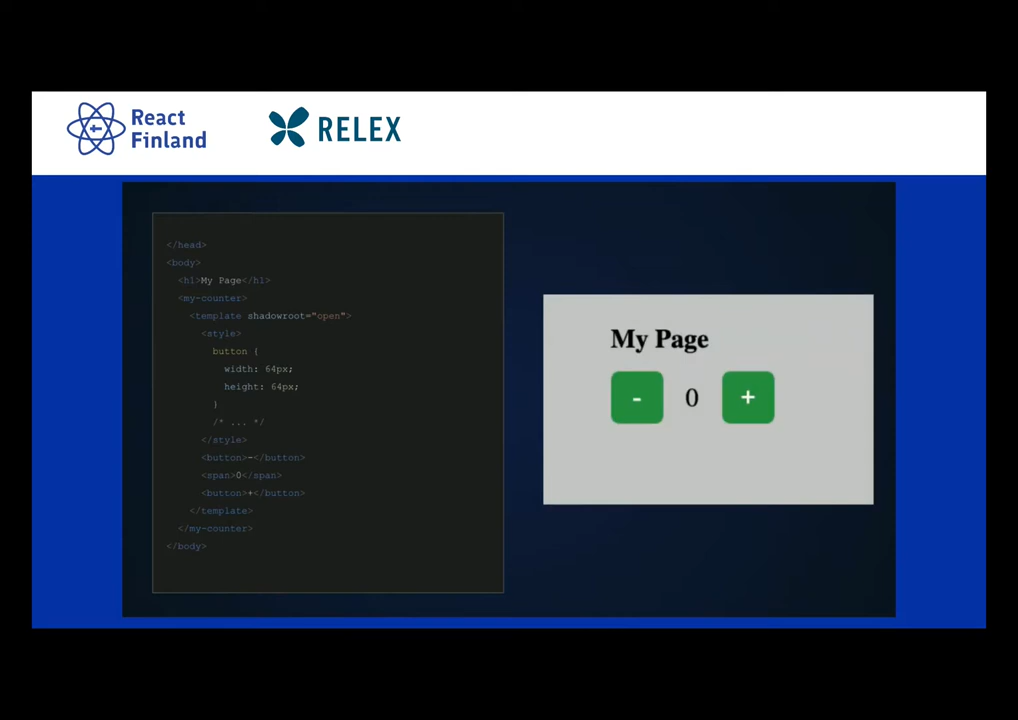 React
Finland
RELEX
</head>
<body>
<h1>My Page</h1>
<my-counter>
<template shadowroot="open">
<style>
button {
width: 64px;
height: 64px;
}
/* ... */
</style>
<button>-</button>
<span>0</span>
<button>+</button>
</template>
</my-counter>
</body>
My Page
- 0 +